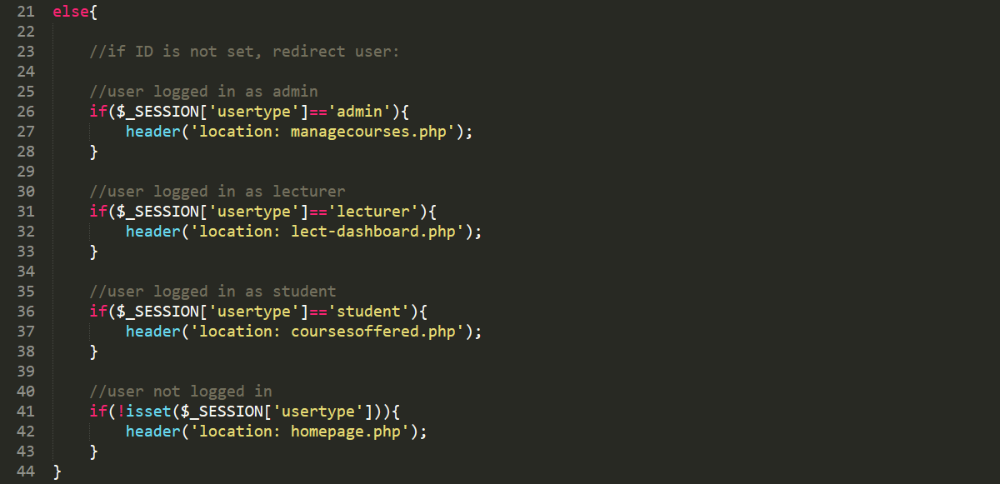 21 else{
22
23 //if ID is not set, redirect user:
24
25 //user logged in as admin
26 if($_SESSION['usertype']=='admin'){
27 header('location: managecourses.php');
28 }
29
30 //user logged in as lecturer
31 if($_SESSION['usertype']=='lecturer'){
32 header('location: lect-dashboard.php');
33 }
34
35 //user logged in as student
36 if($_SESSION['usertype']=='student'){
37 header('location: coursesoffered.php');
38 }
39
40 //user not logged in
41 if(!isset($_SESSION['usertype'])){
42 header('location: homepage.php');
43 }
44 }